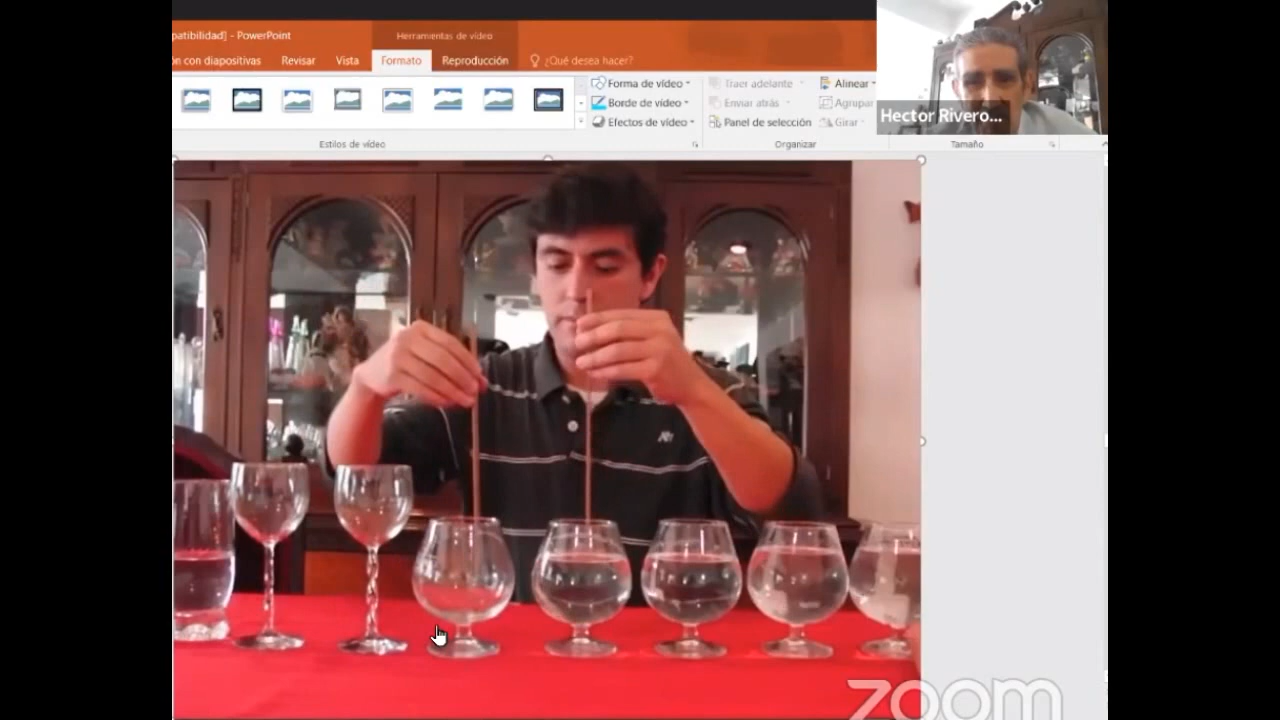 patibilidad] - PowerPoint
Herramientas de vídeo
ón con diapositivas Revisar Vista Formato Reproducción ¿Qué desea hacer?
Forma de vídeo Traer adelante Alinear
Borde de vídeo Enviar atrás Agrupar
Efectos de vídeo Panel de selección Girar
Estilos de vídeo Organizar Tamaño
Hector Rivero...
zoom